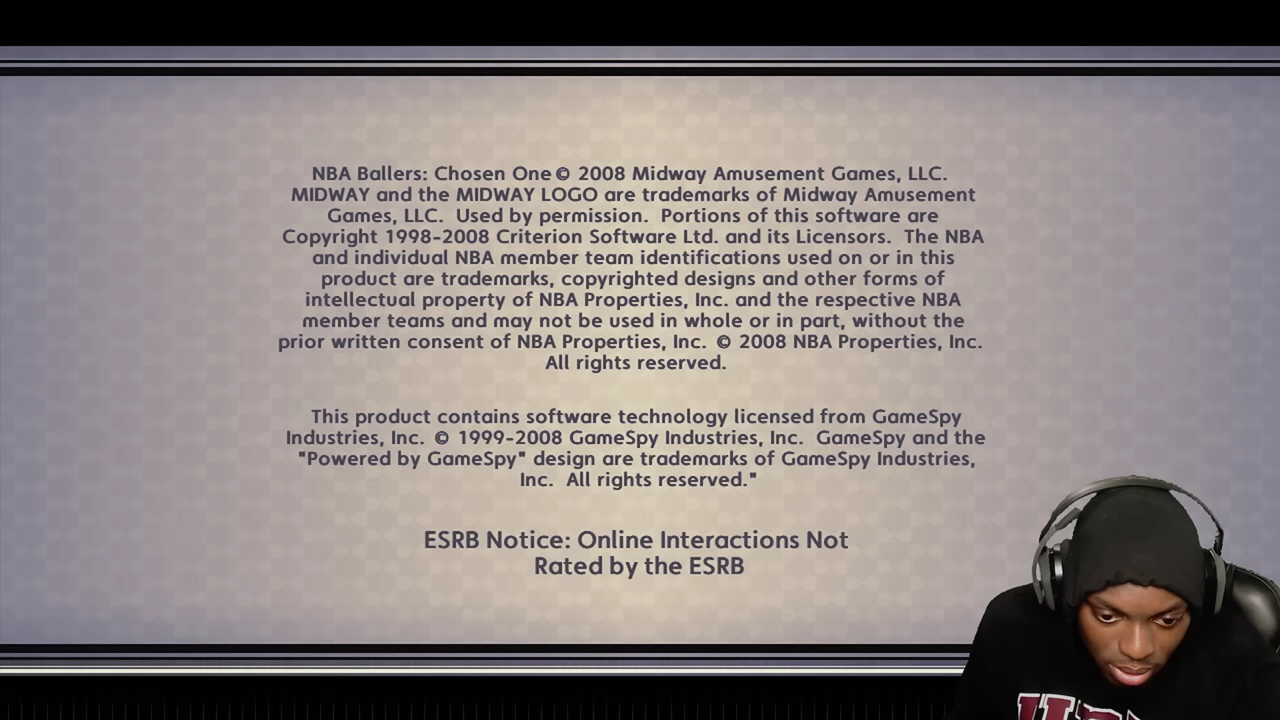 NBA Ballers: Chosen One© 2008 Midway Amusement Games, LLC.
MIDWAY and the MIDWAY LOGO are trademarks of Midway Amusement
Games, LLC.  Used by permission.  Portions of this software are
Copyright 1998-2008 Criterion Software Ltd. and its Licensors.  The NBA
and individual NBA member team identifications used on or in this
product are trademarks, copyrighted designs and other forms of
intellectual property of NBA Properties, Inc. and the respective NBA
member teams and may not be used in whole or in part, without the
prior written consent of NBA Properties, Inc. © 2008 NBA Properties, Inc.
All rights reserved.
This product contains software technology licensed from GameSpy
Industries, Inc. © 1999-2008 GameSpy Industries, Inc.  GameSpy and the
"Powered by GameSpy" design are trademarks of GameSpy Industries,
Inc.  All rights reserved."
ESRB Notice: Online Interactions Not
Rated by the ESRB